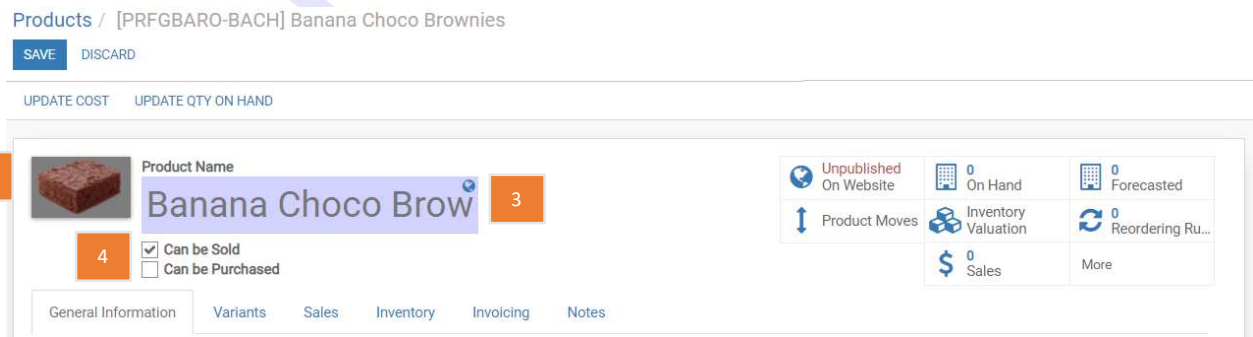 Products / [PRFGBARO-BACH] Banana Choco Brownies
SAVE DISCARD
UPDATE COST UPDATE QTY ON HAND
Product Name
Banana Choco Brow
3
4
Can be Sold
Can be Purchased
Unpublished
On Website
0
On Hand
0
Forecasted
Product Moves
Inventory
Valuation
0
Reordering Ru...
0
Sales
More
General Information Variants Sales Inventory Invoicing Notes